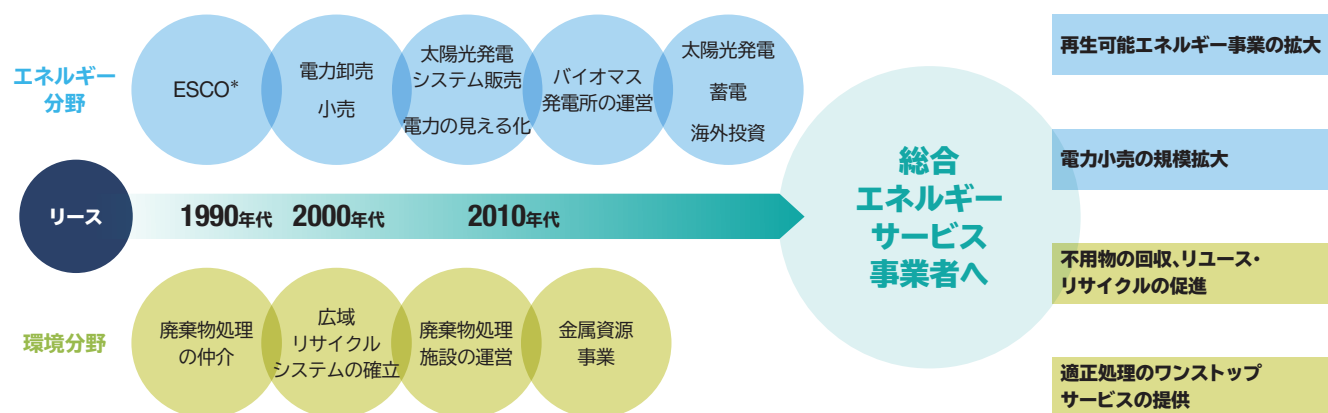 エネルギー
分野
ESCO*
電力卸売
小売
太陽光発電
システム販売
電力の見える化
バイオマス
発電所の運営
太陽光発電
蓄電
海外投資
リース
1990年代
2000年代
2010年代
環境分野
廃棄物処理
の仲介
広域
リサイクル
システムの確立
廃棄物処理
施設の運営
金属資源
事業
総合
エネルギー
サービス
事業者へ
再生可能エネルギー事業の拡大
電力小売の規模拡大
不用物の回収、リユース・
リサイクルの促進
適正処理のワンストップ
サービスの提供